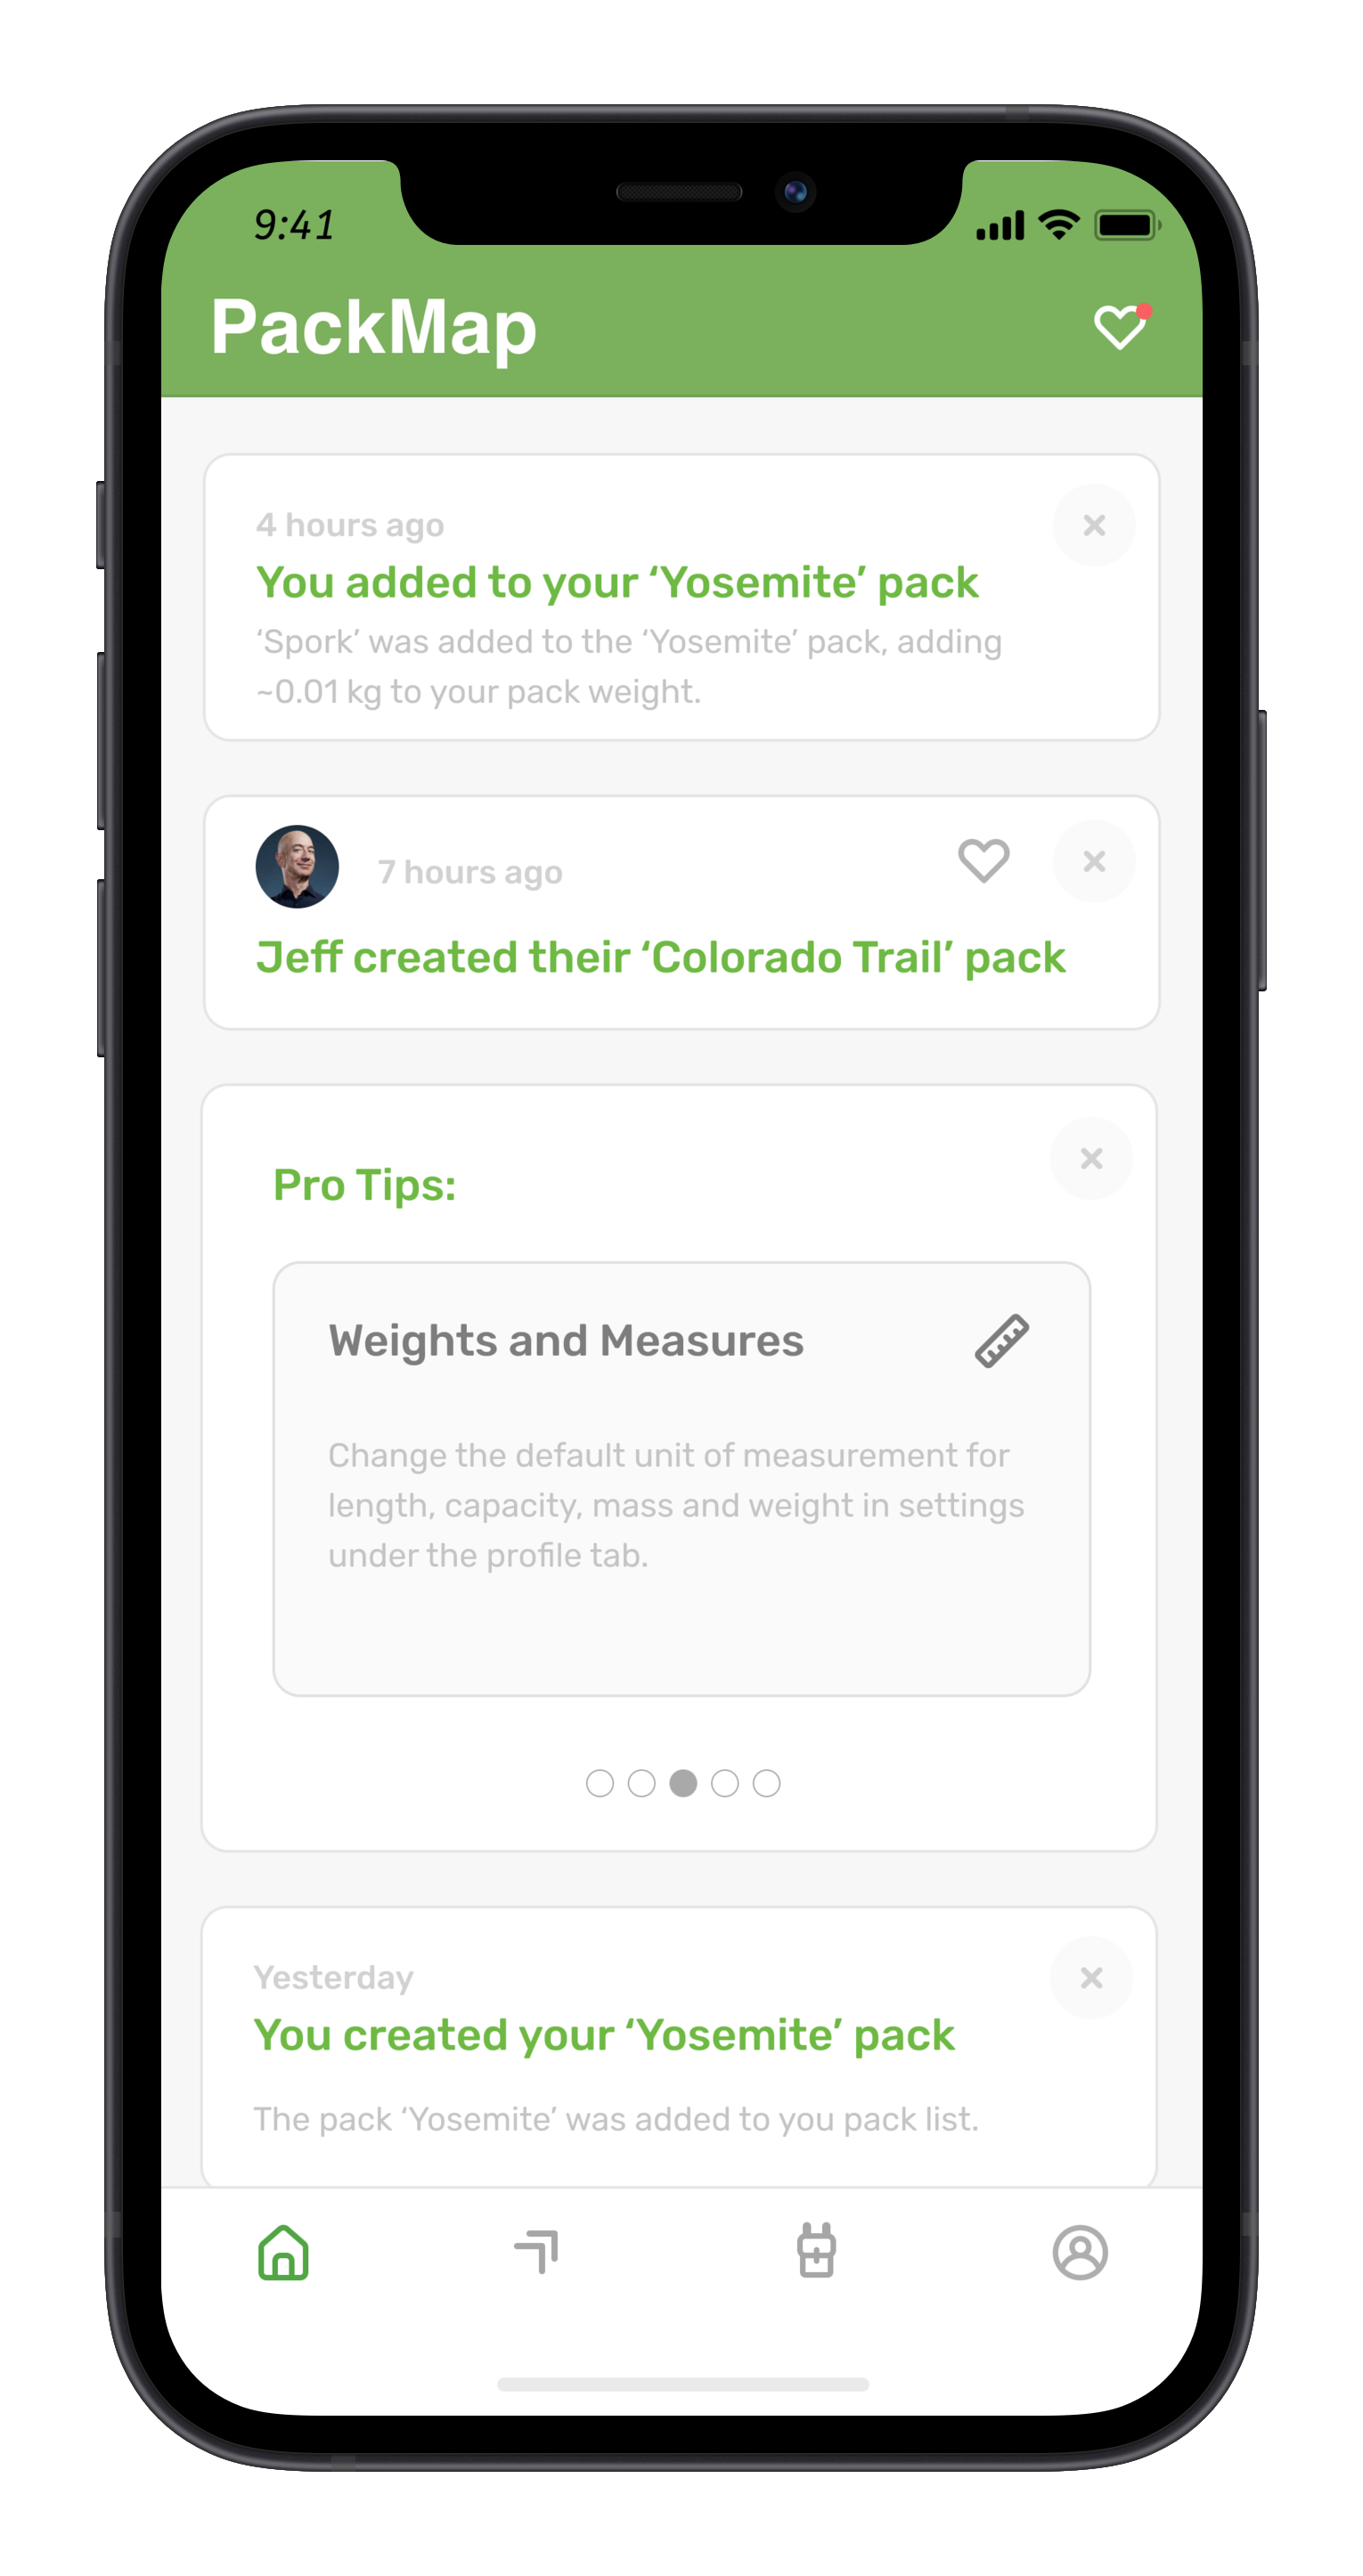 9:41
PackMap
4 hours ago
You added to your ‘Yosemite’ pack
‘Spork’ was added to the ‘Yosemite’ pack, adding
~0.01 kg to your pack weight.
7 hours ago
Jeff created their ‘Colorado Trail’ pack
Pro Tips:
Weights and Measures
Change the default unit of measurement for
length, capacity, mass and weight in settings
under the profile tab.
Yesterday
You created your ‘Yosemite’ pack
The pack ‘Yosemite’ was added to you pack list.